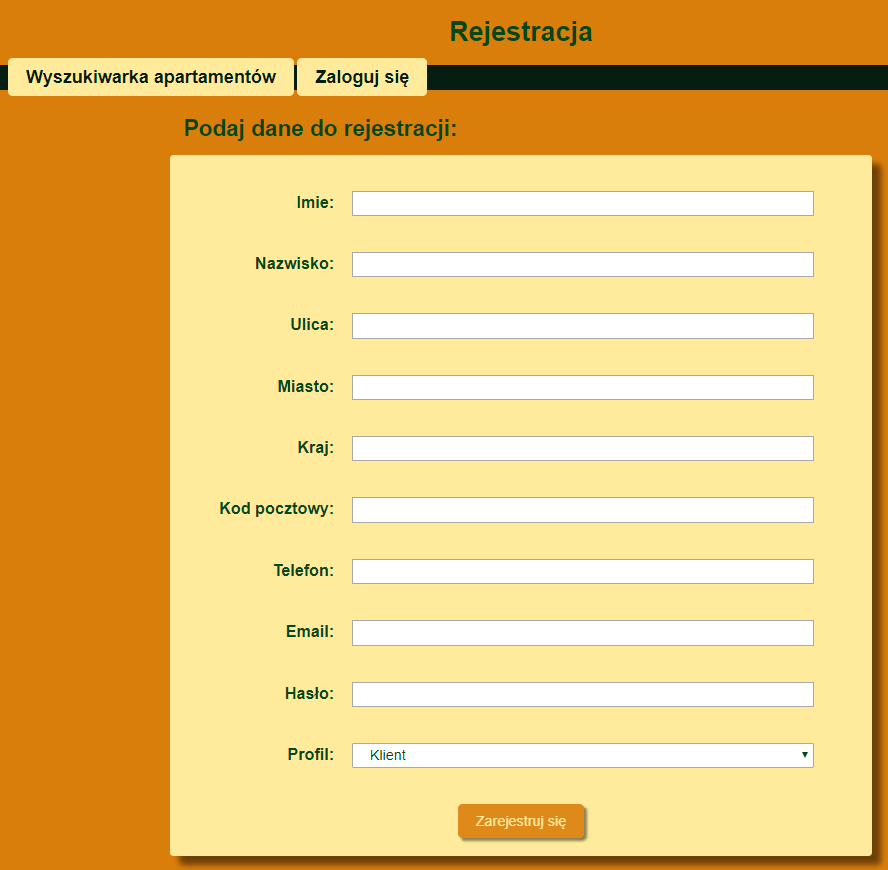 Rejestracja
Wyszukiwarka apartamentów Zaloguj się
Podaj dane do rejestracji:
Imie:
Nazwisko:
Ulica:
Miasto:
Kraj:
Kod pocztowy:
Telefon:
Email:
Hasło:
Profil: Klient
Zarejestruj się